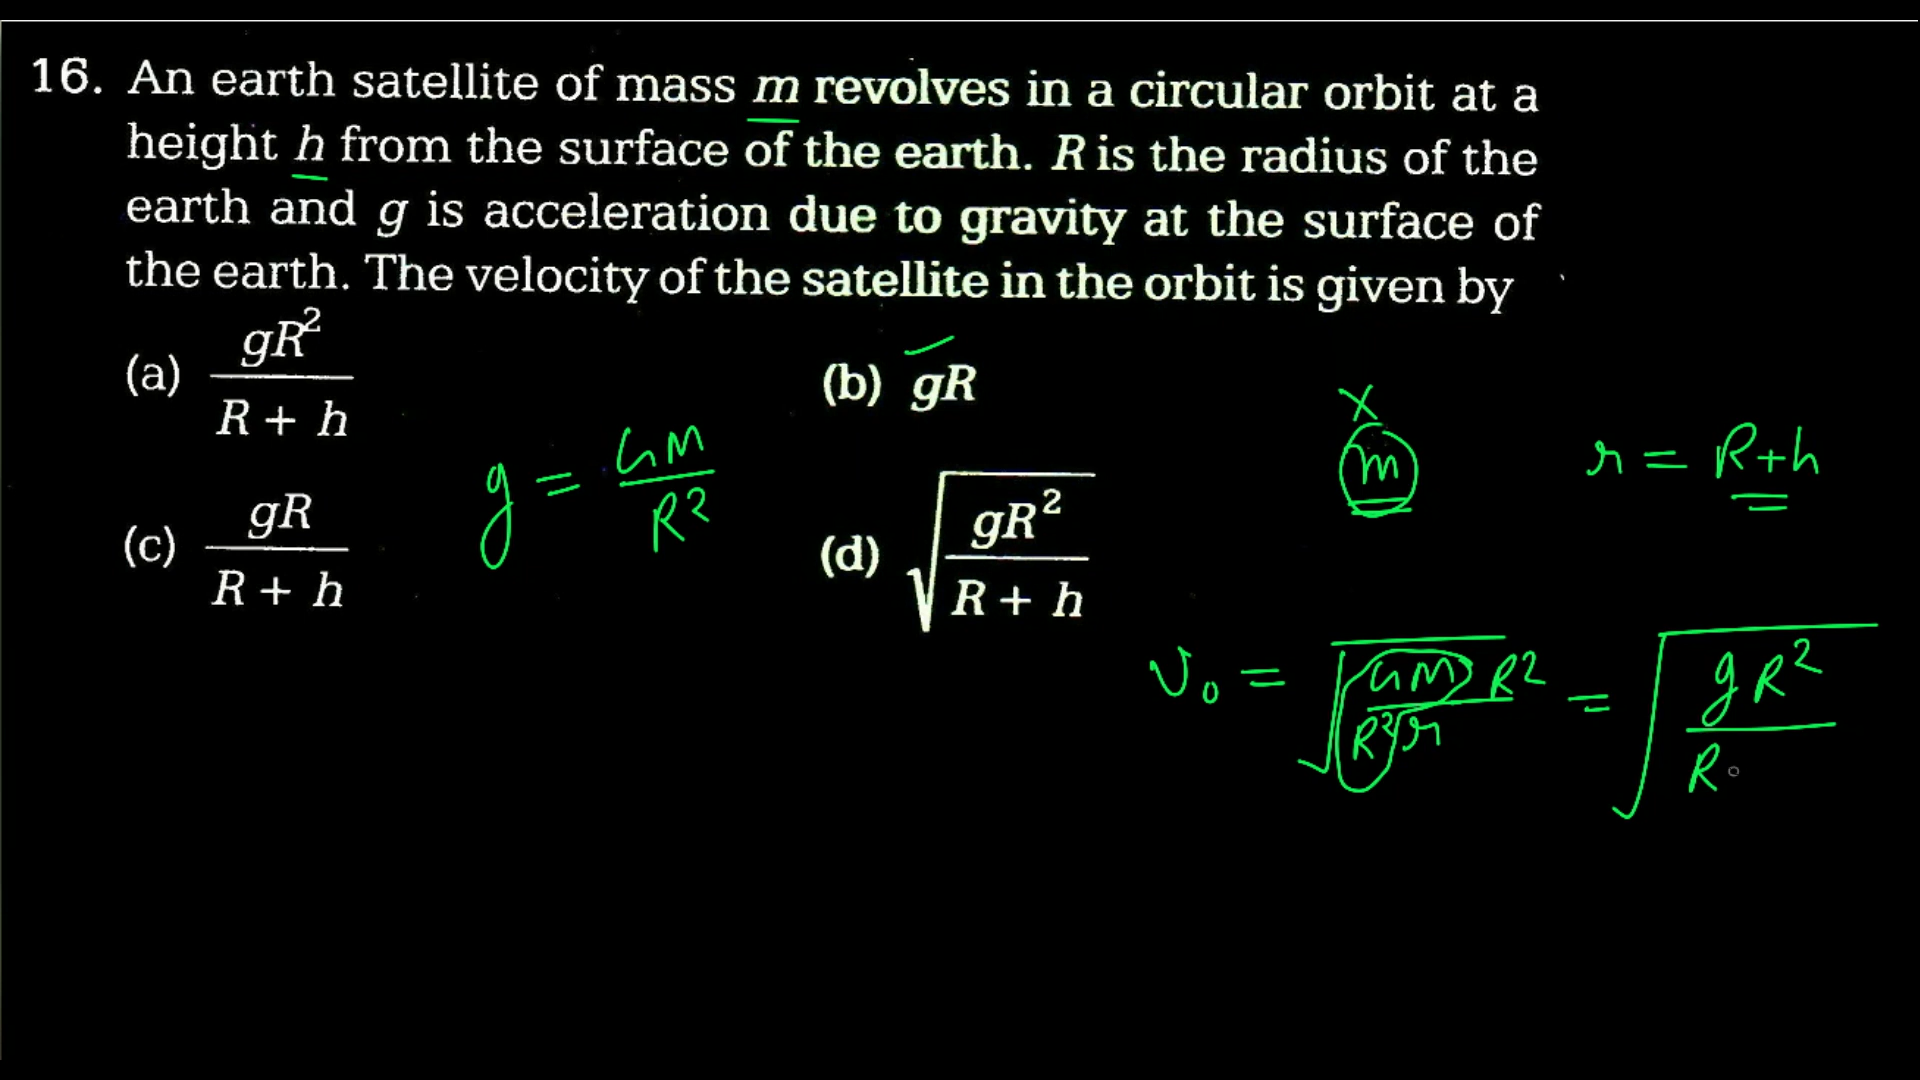 16. An earth satellite of mass m revolves in a circular orbit at a
height h from the surface of the earth. R is the radius of the
earth and g is acceleration due to gravity at the surface of
the earth. The velocity of the satellite in the orbit is given by
(a) gR²/(R + h)
(b) gR
(c) gR/(R + h)
(d) √(gR²/(R + h))
g = GM/R²
x
m
r = R+h
v₀ = √(GM R²/(R² r)) = √(gR²/R